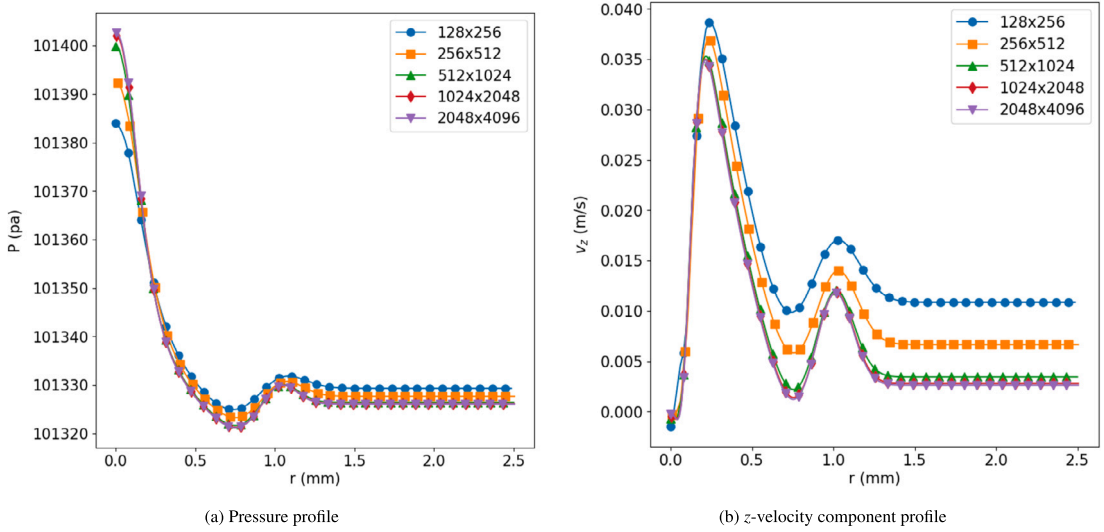 101400
101390
101380
101370
101360
101350
101340
101330
101320
P (pa)
0.0 0.5 1.0 1.5 2.0 2.5
r (mm)
128x256
256x512
512x1024
1024x2048
2048x4096
(a) Pressure profile
0.040
0.035
0.030
0.025
0.020
0.015
0.010
0.005
0.000
v_z (m/s)
0.0 0.5 1.0 1.5 2.0 2.5
r (mm)
128x256
256x512
512x1024
1024x2048
2048x4096
(b) z-velocity component profile